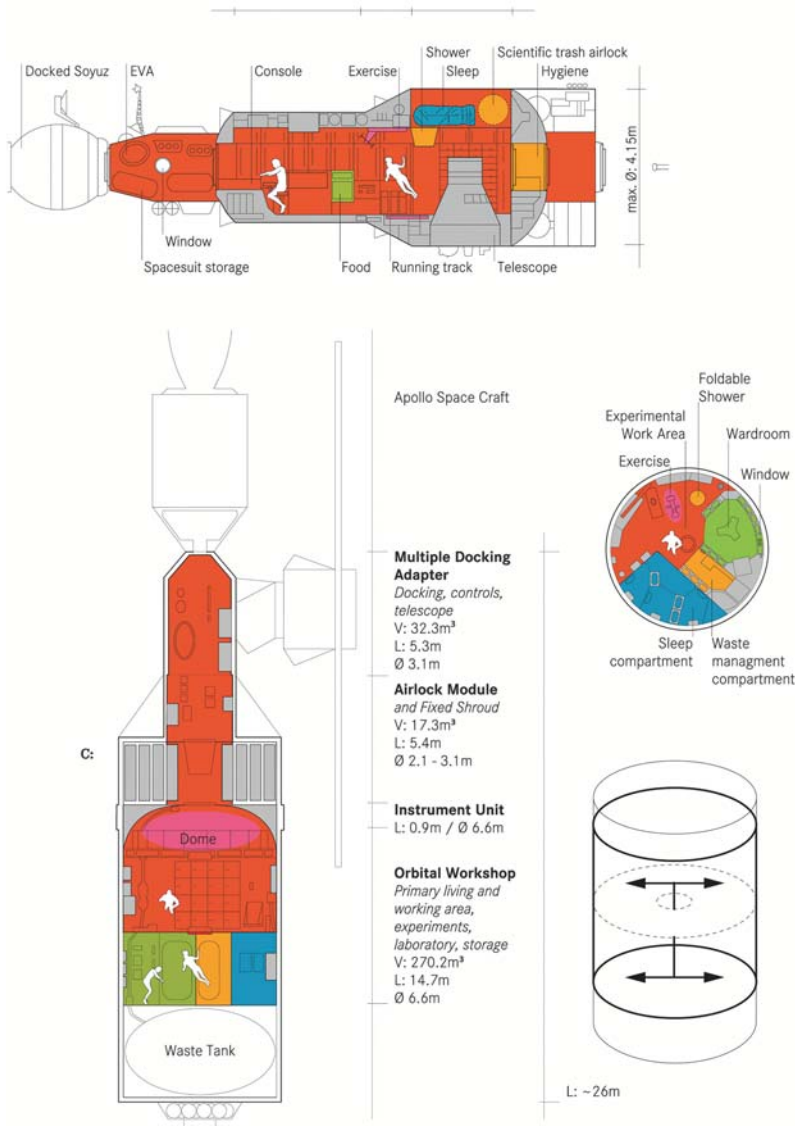 Shower
Scientific trash airlock
Docked Soyuz
EVA
Console
Exercise
Sleep
Hygiene
max. Ø: 4.15m
Window
Spacesuit storage
Food
Running track
Telescope
Apollo Space Craft
Foldable
Shower
Experimental
Work Area
Wardroom
Exercise
Window
Sleep
compartment
Waste
managment
compartment
Multiple Docking
Adapter
Docking, controls,
telescope
V: 32.3m³
L: 5.3m
Ø 3.1m
Airlock Module
and Fixed Shroud
V: 17.3m³
L: 5.4m
Ø 2.1 - 3.1m
C:
Instrument Unit
L: 0.9m / Ø 6.6m
Dome
Orbital Workshop
Primary living and
working area,
experiments,
laboratory, storage
V: 270.2m³
L: 14.7m
Ø 6.6m
Waste Tank
L: ~26m